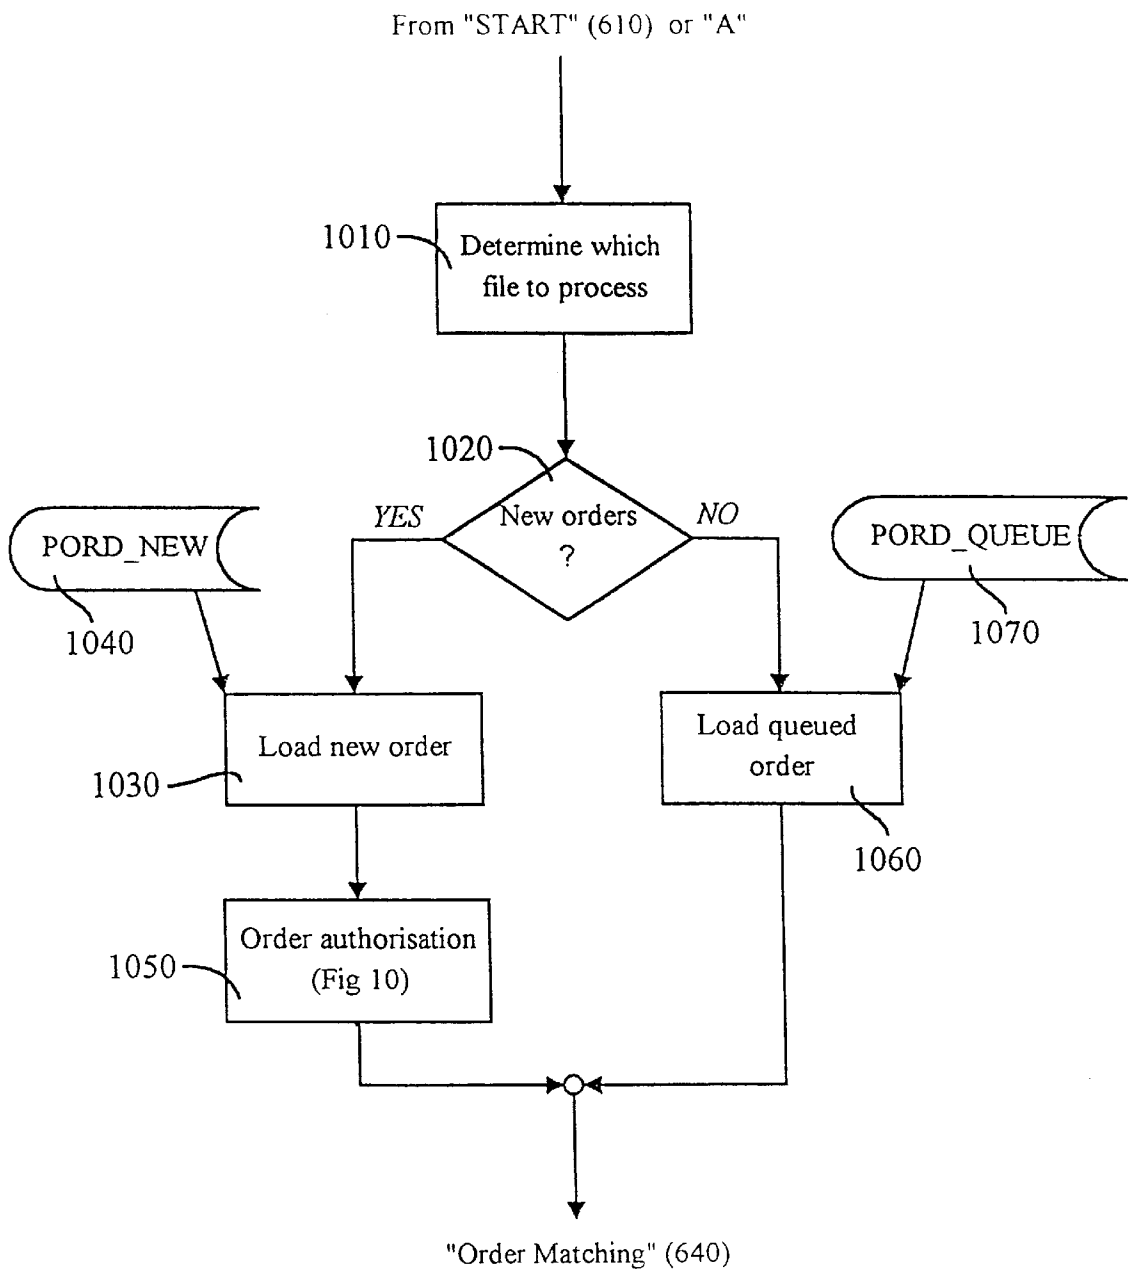 From "START" (610) or "A"
1010
Determine which
file to process
1020
YES
New orders
?
NO
PORD_NEW
PORD_QUEUE
1040
1070
Load new order
1030
Load queued
order
1060
Order authorisation
(Fig 10)
1050
"Order Matching" (640)